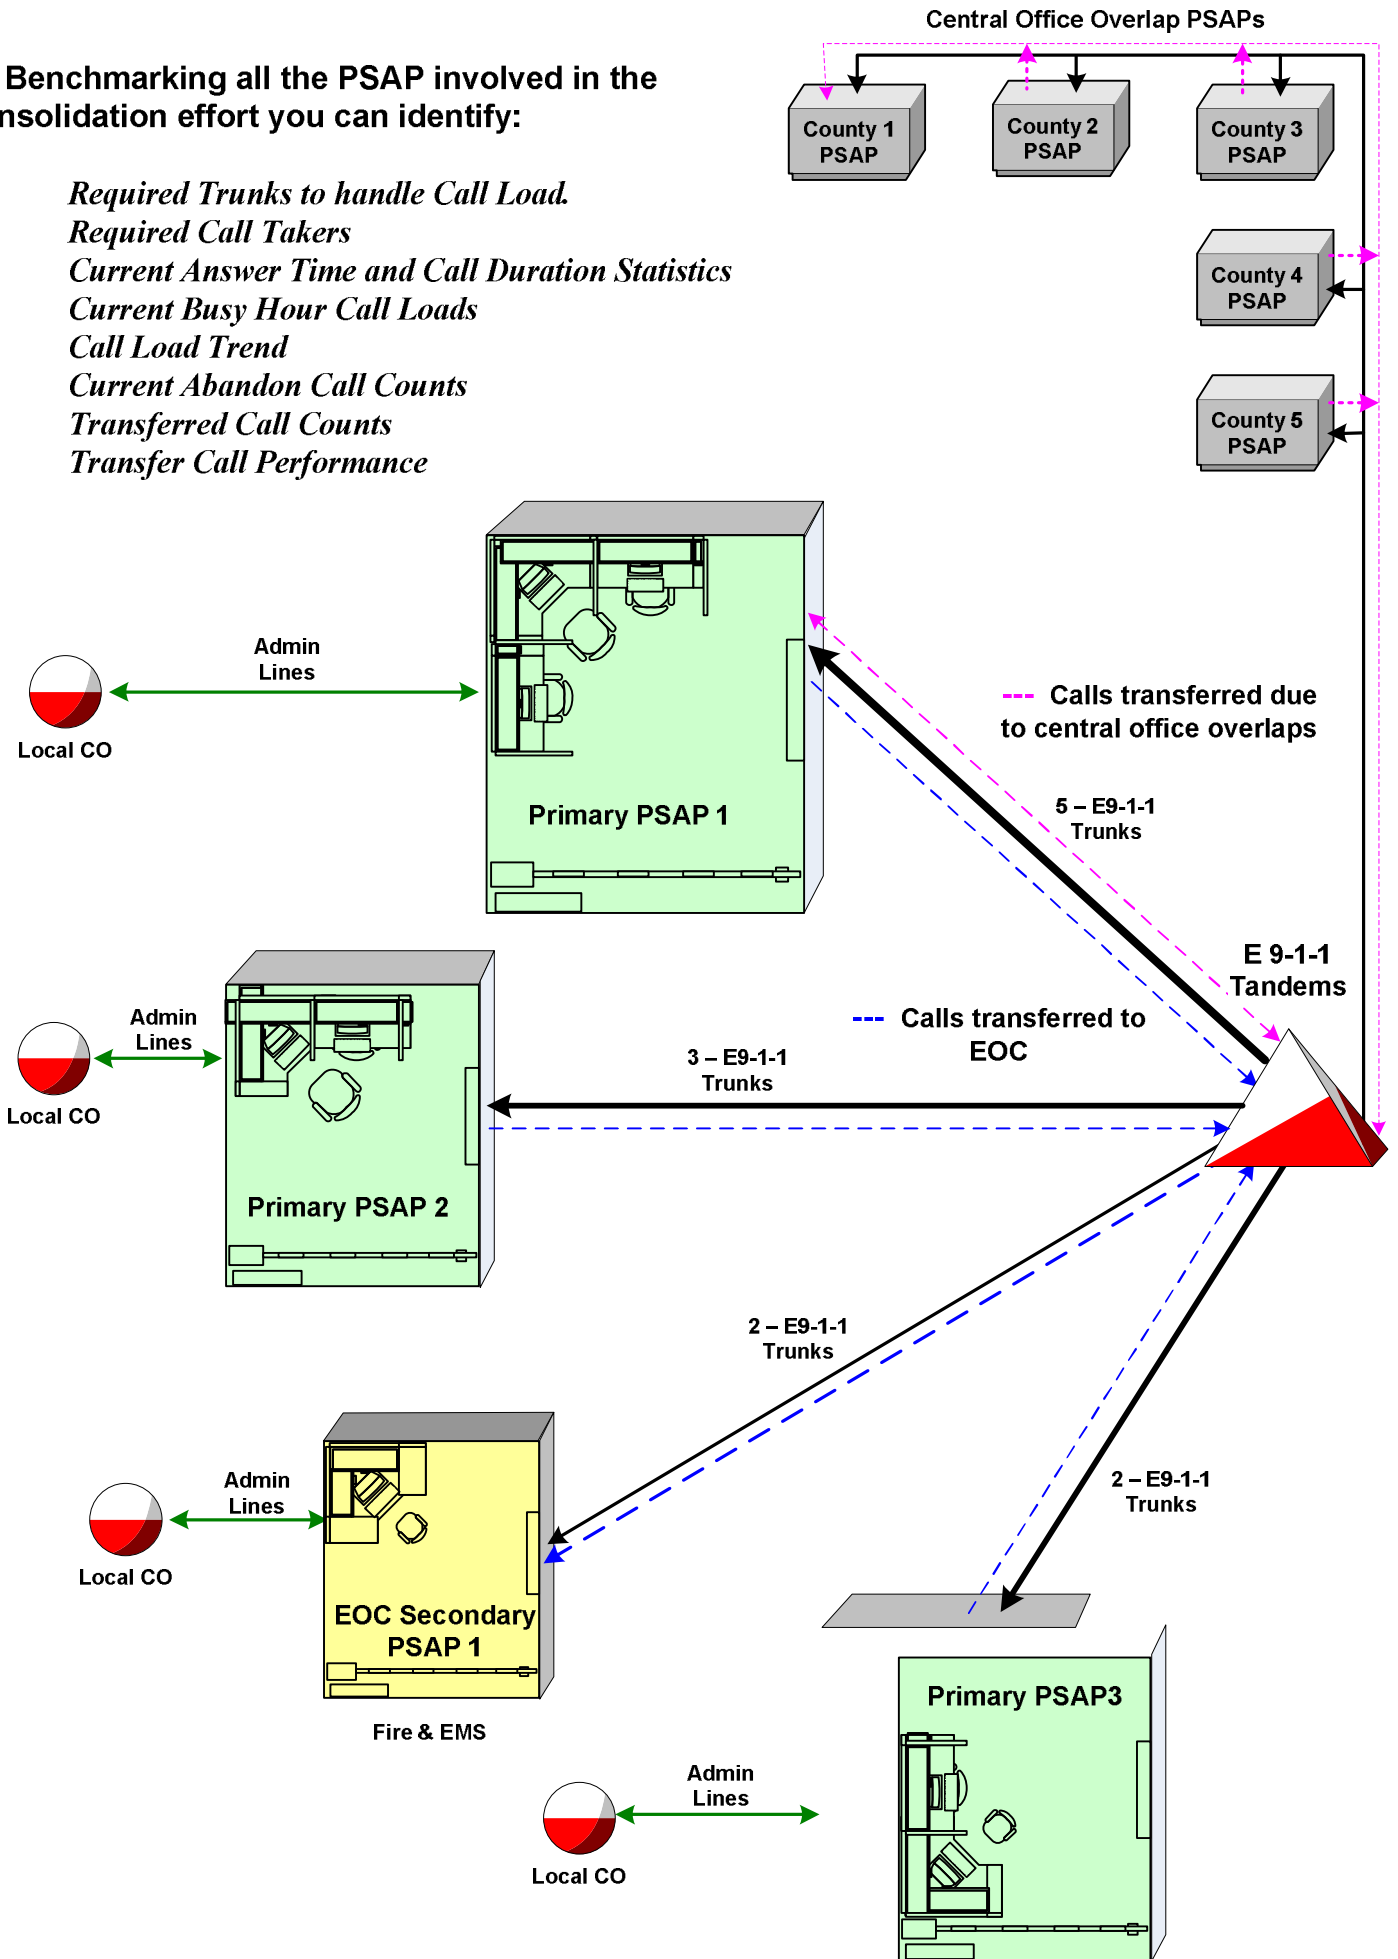 Central Office Overlap PSAPs
Benchmarking all the PSAP involved in the
nsolidation effort you can identify:
Required Trunks to handle Call Load.
Required Call Takers
Current Answer Time and Call Duration Statistics
Current Busy Hour Call Loads
Call Load Trend
Current Abandon Call Counts
Transferred Call Counts
Transfer Call Performance
County 1
PSAP
County 2
PSAP
County 3
PSAP
County 4
PSAP
County 5
PSAP
Admin
Lines
Local CO
Primary PSAP 1
--- Calls transferred due
to central office overlaps
5 – E9-1-1
Trunks
E 9-1-1
Tandems
Admin
Lines
Local CO
Primary PSAP 2
--- Calls transferred to
EOC
3 – E9-1-1
Trunks
2 – E9-1-1
Trunks
Admin
Lines
Local CO
EOC Secondary
PSAP 1
Fire & EMS
2 – E9-1-1
Trunks
Primary PSAP3
Admin
Lines
Local CO